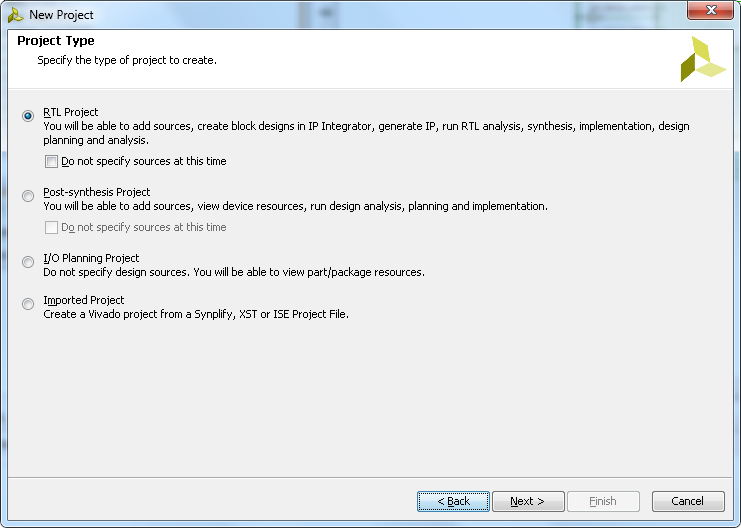 New Project
Project Type
Specify the type of project to create.
RTL Project
You will be able to add sources, create block designs in IP Integrator, generate IP, run RTL analysis, synthesis, implementation, design
planning and analysis.
Do not specify sources at this time
Post-synthesis Project
You will be able to add sources, view device resources, run design analysis, planning and implementation.
Do not specify sources at this time
I/O Planning Project
Do not specify design sources. You will be able to view part/package resources.
Imported Project
Create a Vivado project from a Synplify, XST or ISE Project File.
< Back
Next >
Finish
Cancel